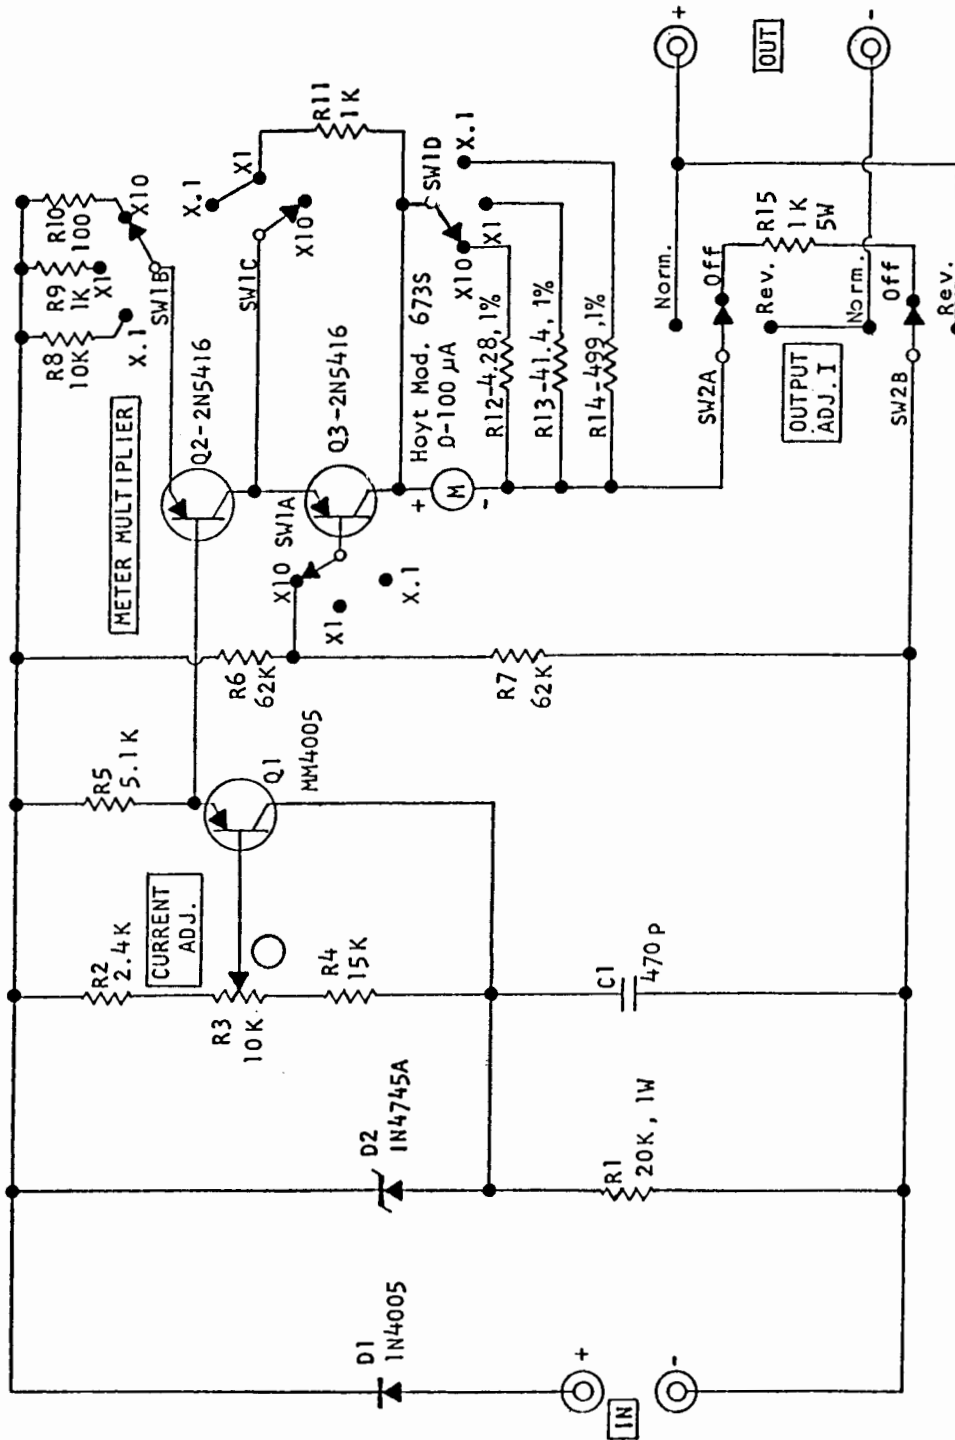 IN
+
-
D1
1N4005
D2
1N4745A
R1
20K, 1W
R2
2.4K
CURRENT
ADJ.
R3
10K
R4
15K
C1
470p
R5
5.1K
Q1
MM4005
R6
62K
R7
62K
METER MULTIPLIER
Q2-2N5416
R8
10K
R9
1K
R10
100
X.1
X1
X10
SW1B
X10
SW1A
X1
X.1
Q3-2N5416
SW1C
X.1
X1
X10
R11
1K
Hoyt Mod. 673S
0-100 µA
+
M
-
SW1D
X10
X1
X.1
R12-4.28,1%
R13-41.4, 1%
R14-499,1%
SW2A
Norm.
Off
Rev.
OUTPUT
ADJ. I
R15
1K
5W
SW2B
Norm.
Off
Rev.
+
OUT
-